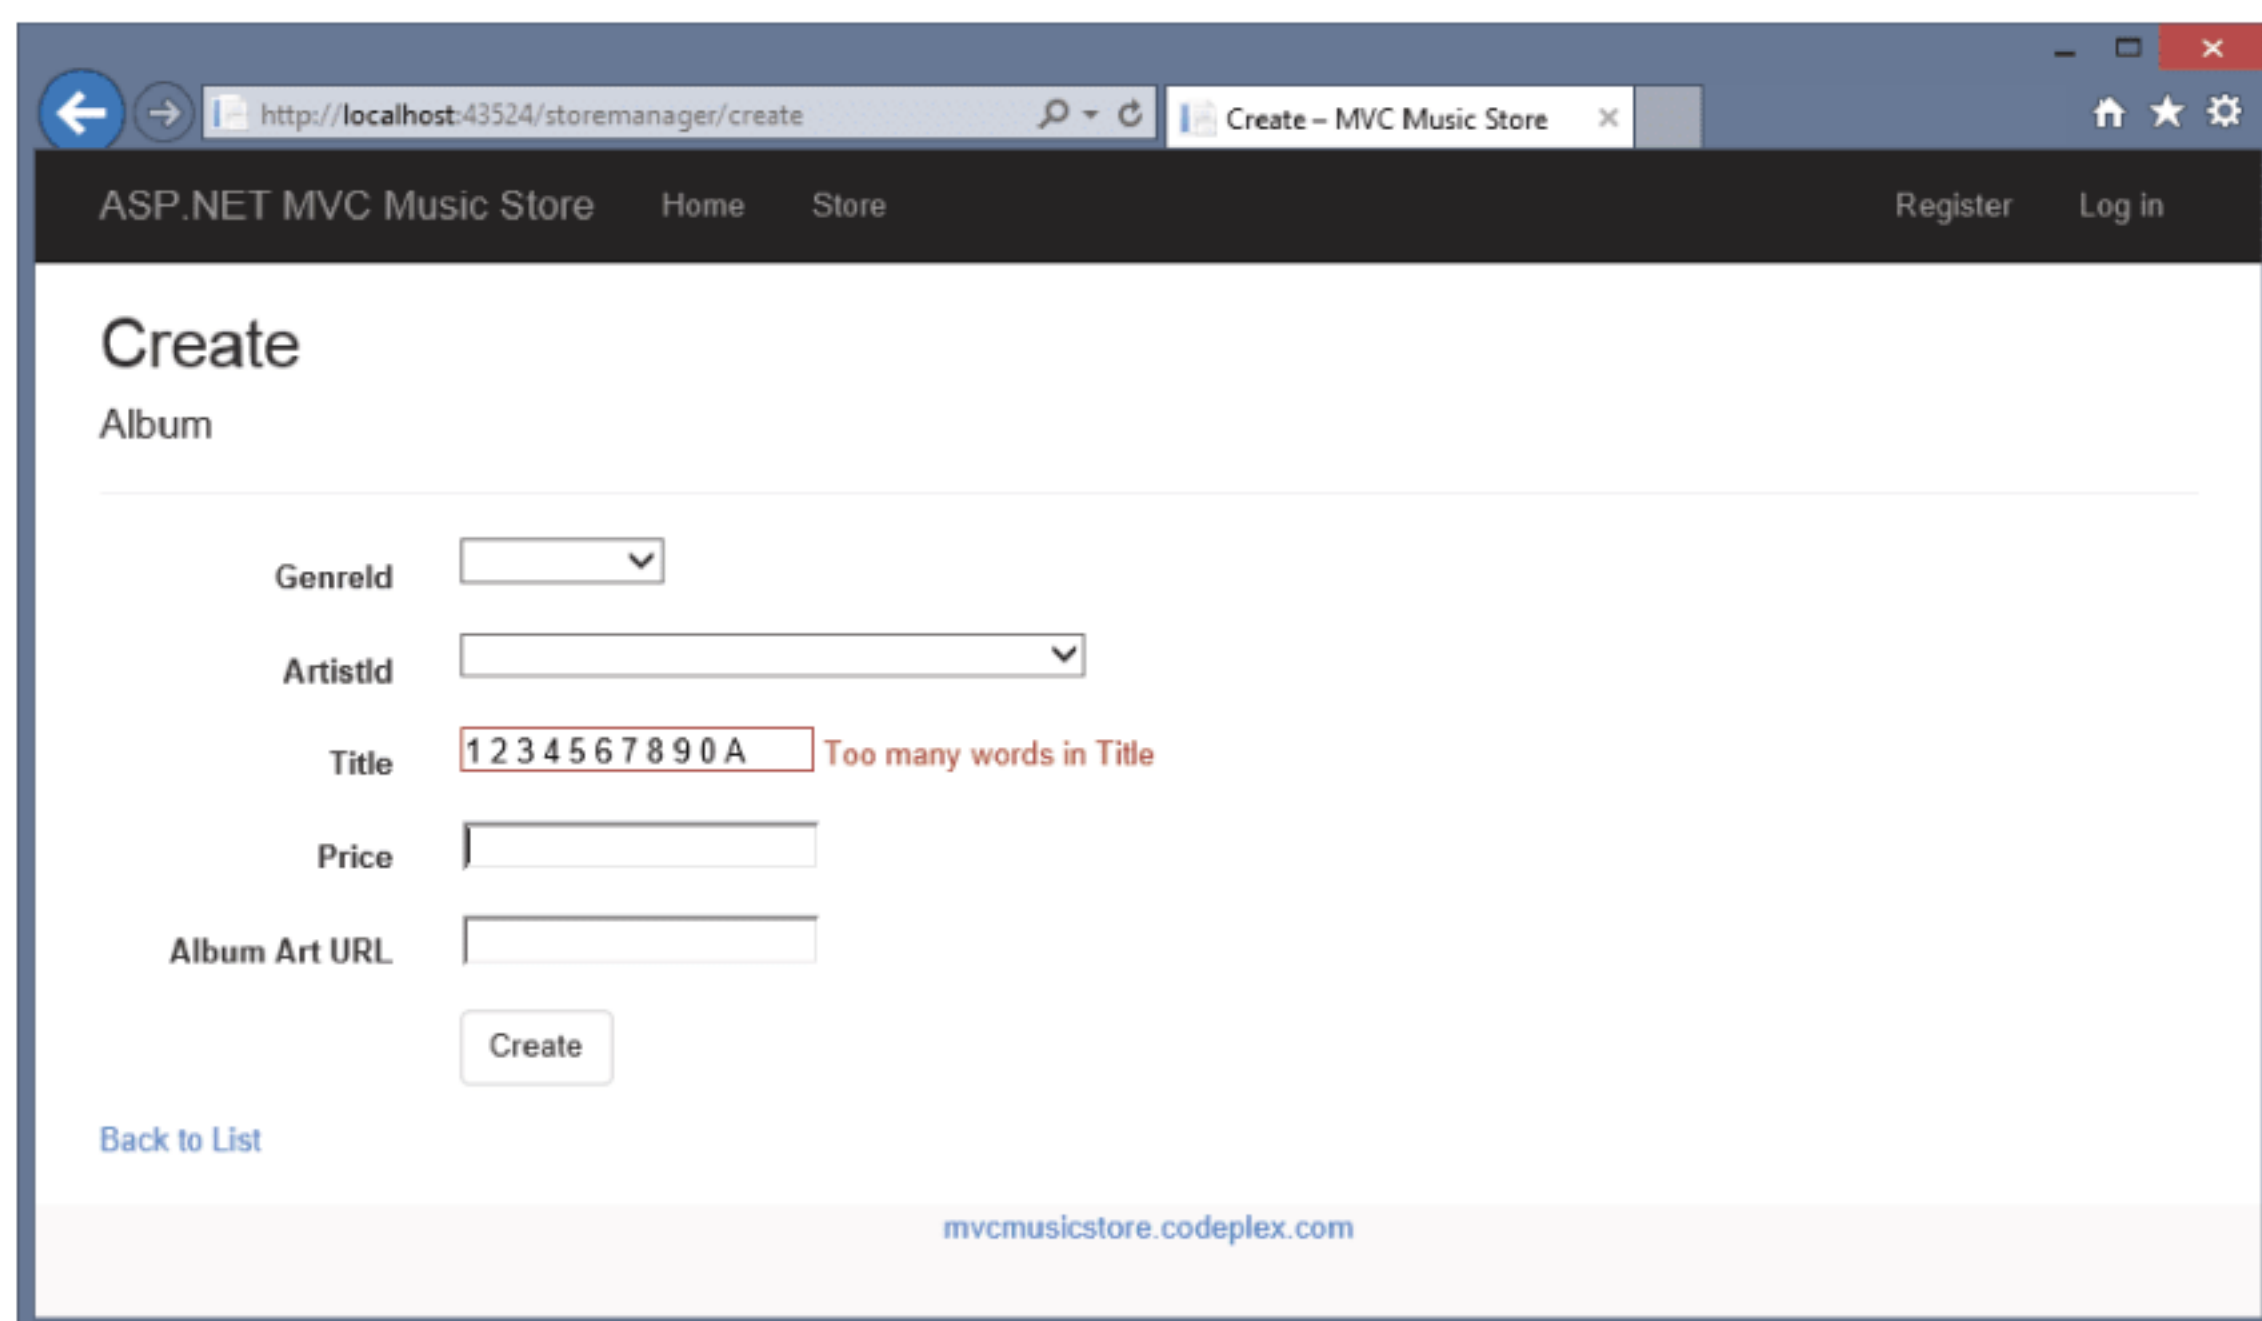 http://localhost:43524/storemanager/create
Create – MVC Music Store
ASP.NET MVC Music Store Home Store Register Log in
Create
Album
GenreId
ArtistId
Title 1 2 3 4 5 6 7 8 9 0 A Too many words in Title
Price
Album Art URL
Create
Back to List
mvcmusicstore.codeplex.com